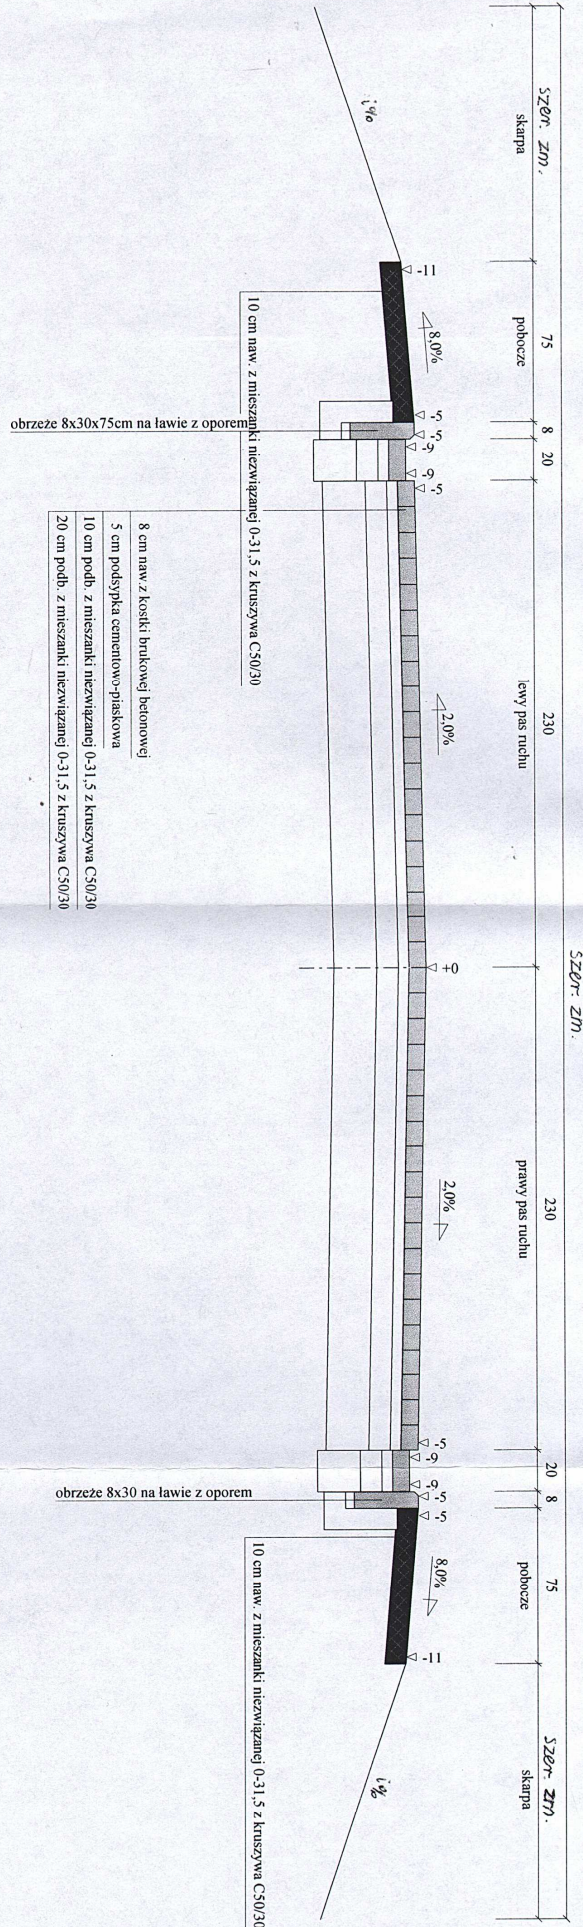 szer. zm.
szer. zm.
75
8
20
230
230
20
8
75
szer. zm.
skarpa
pobocze
lewy pas ruchu
prawy pas ruchu
pobocze
skarpa
i%
8,0%
2,0%
2,0%
8,0%
i%
-11
-5
-5
-9
-9
-5
+0
-5
-9
-9
-5
-5
-11
10 cm naw. z mieszanki niezwiązanej 0-31,5 z kruszywa C50/30
obrzeże 8x30x75cm na ławie z oporem
8 cm naw. z kostki brukowej betonowej
5 cm podsypka cementowo-piaskowa
10 cm podb. z mieszanki niezwiązanej 0-31,5 z kruszywa C50/30
20 cm podb. z mieszanki niezwiązanej 0-31,5 z kruszywa C50/30
obrzeże 8x30 na ławie z oporem
10 cm naw. z mieszanki niezwiązanej 0-31,5 z kruszywa C50/30